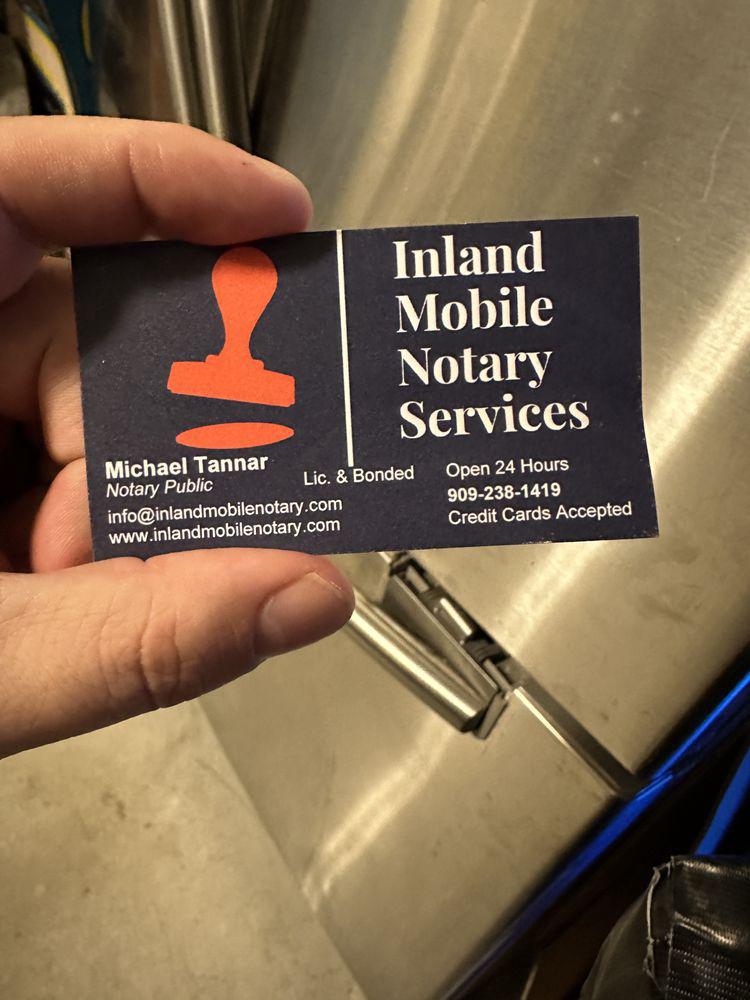 Inland
Mobile
Notary
Services
Michael Tannar
Notary Public
info@inlandmobilenotary.com
www.inlandmobilenotary.com
Lic. & Bonded
Open 24 Hours
909-238-1419
Credit Cards Accepted